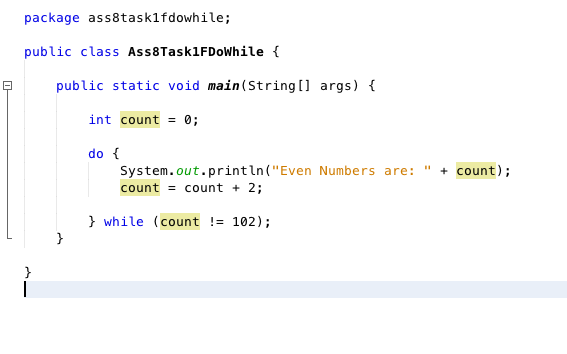 package ass8task1fdowhile;
public class Ass8Task1FDoWhile {
public static void main(String[] args) {
int count = 0;
do {
System.out.println("Even Numbers are: " + count);
count = count + 2;
} while (count != 102);
}
}